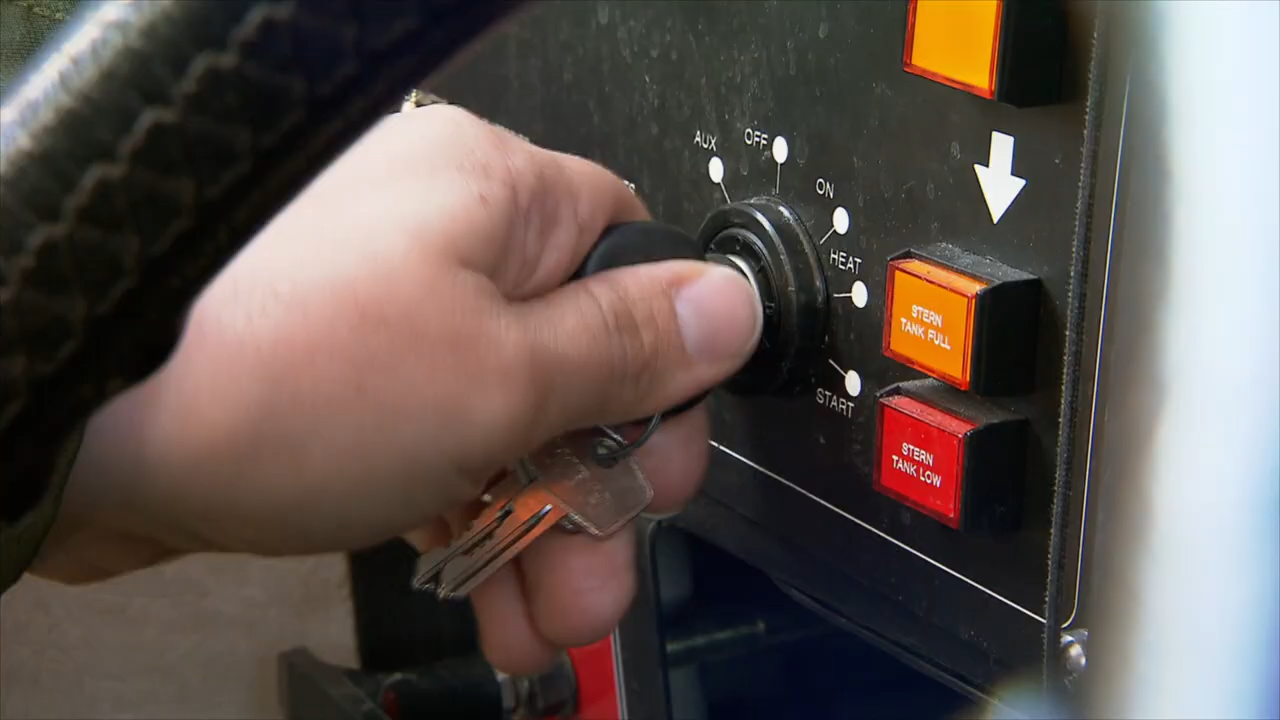 AUX
OFF
ON
HEAT
START
STERN
TANK FULL
STERN
TANK LOW